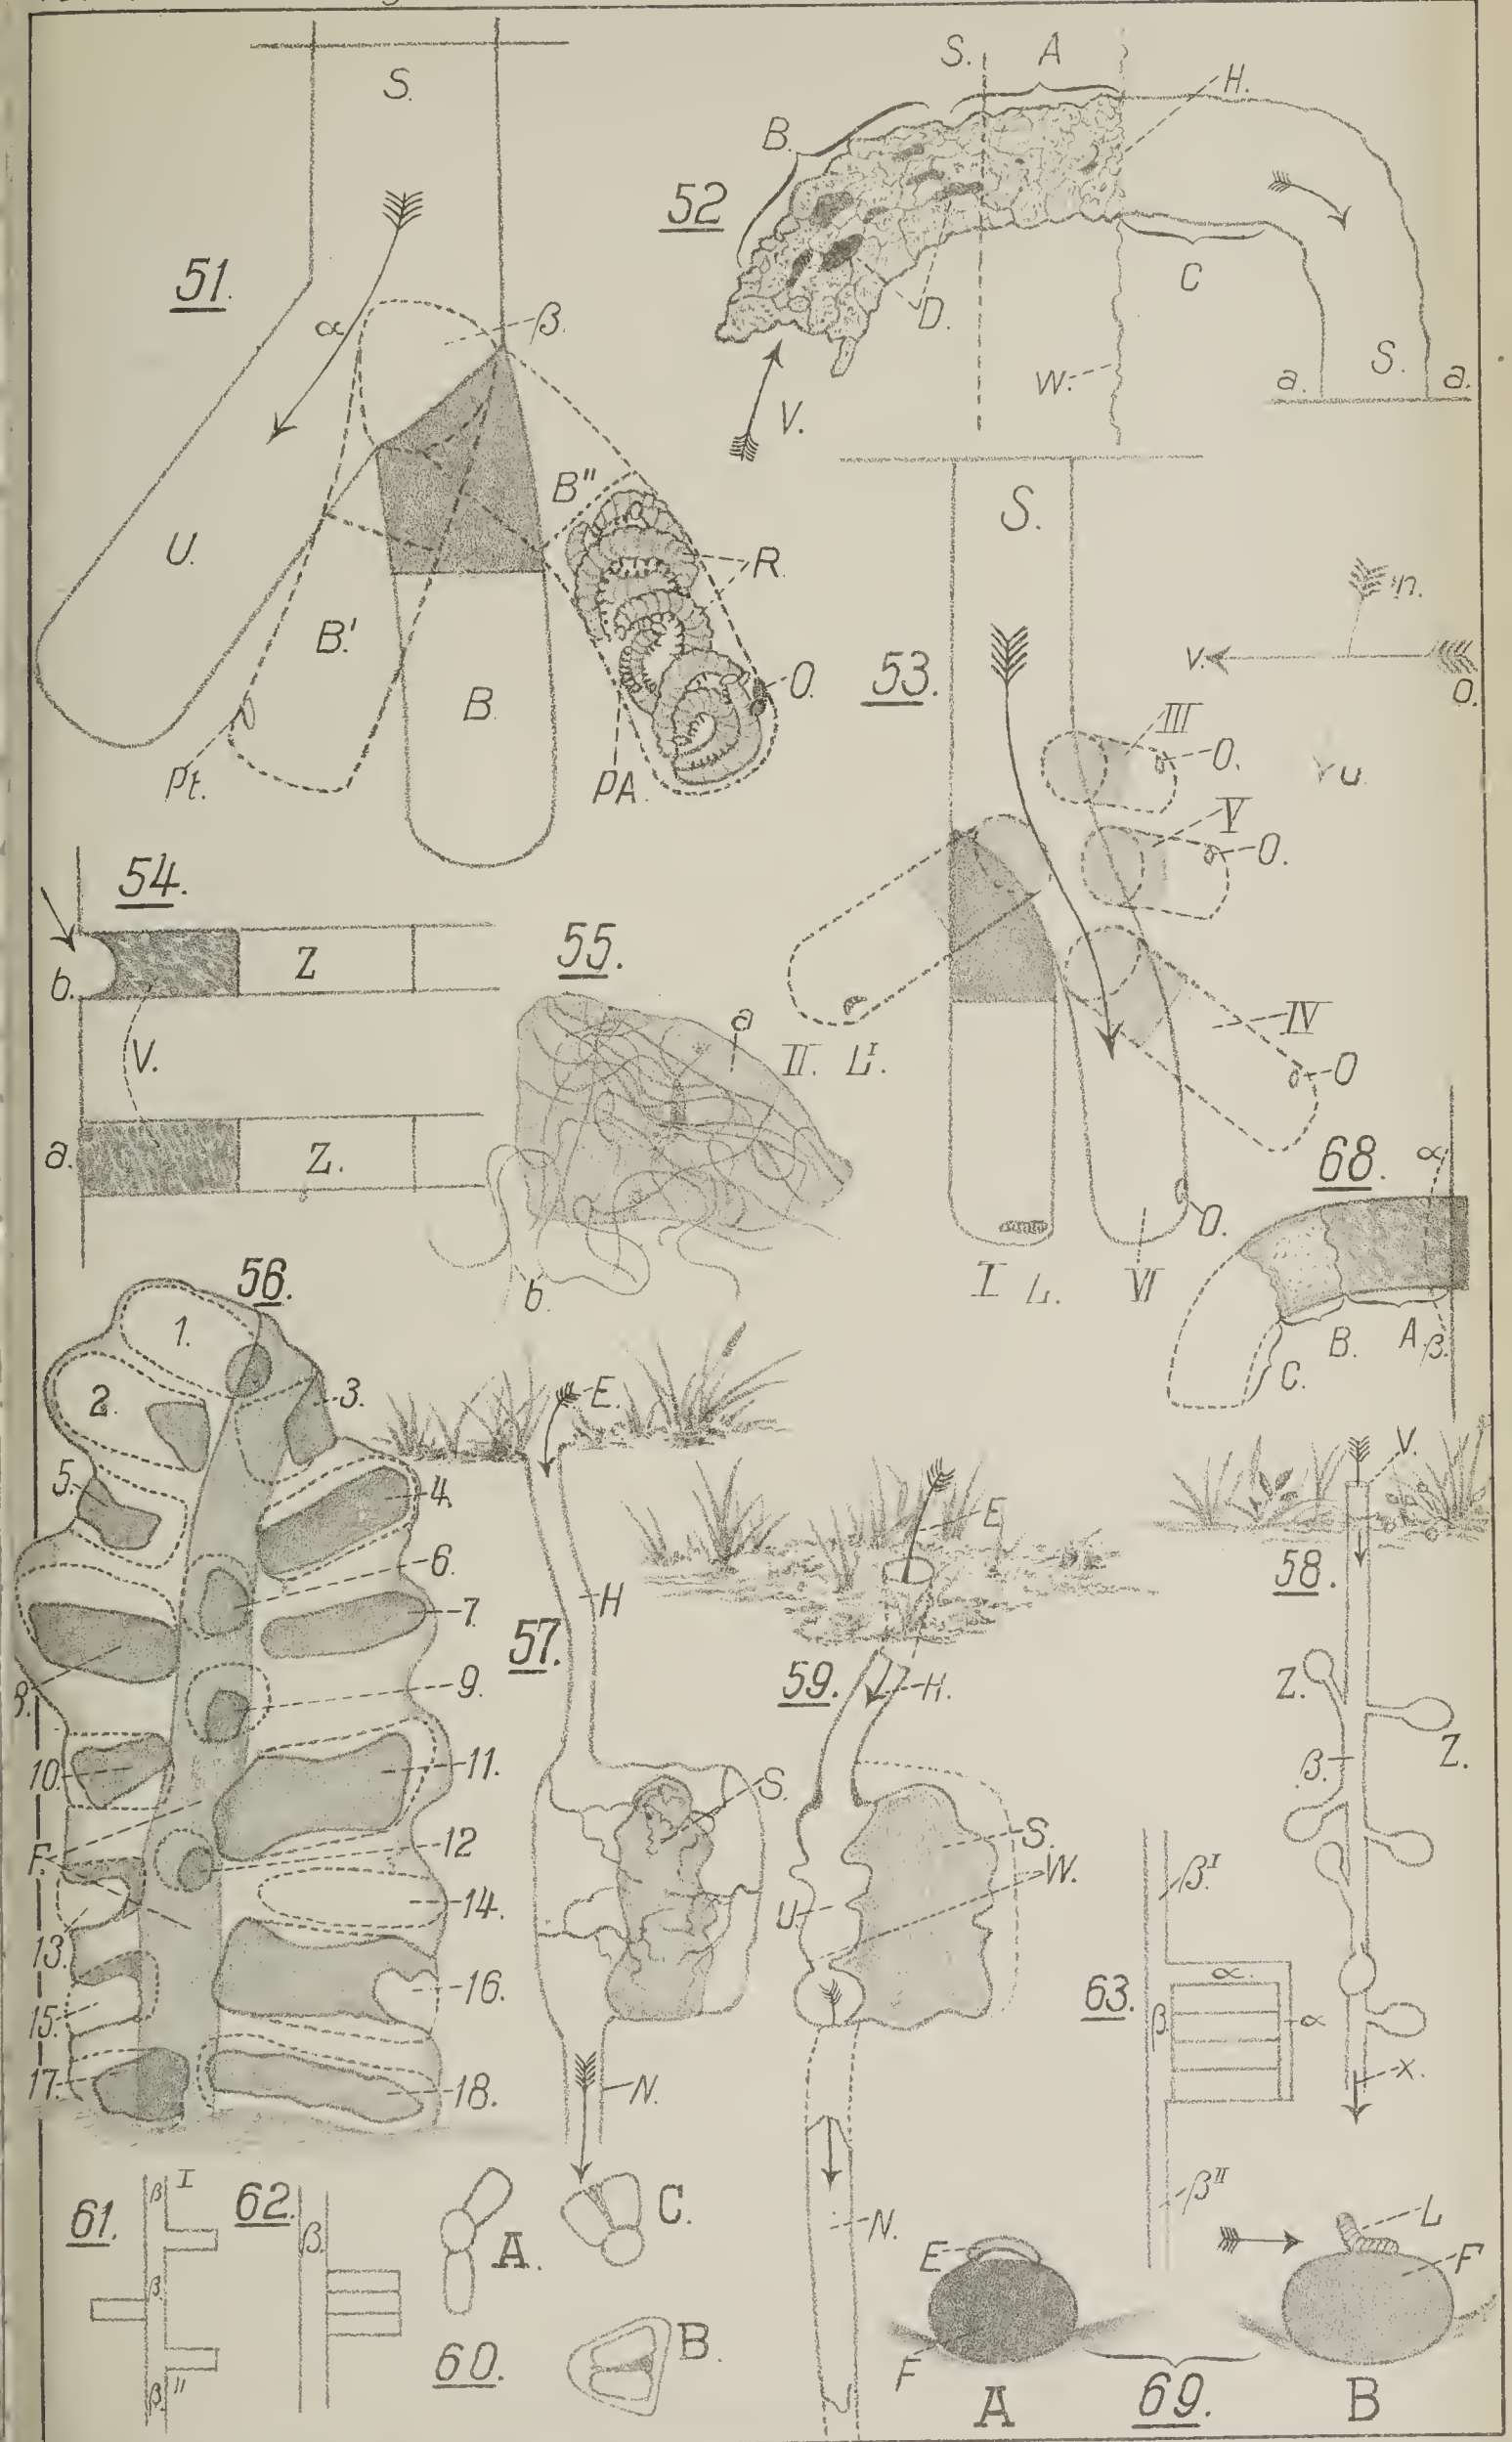 51.
S.
α
β.
U.
B.'
B.
B"
R.
O.
PA.
Pt.
52
S.
A
H.
B.
D.
C
W.
V.
a.
S.
a.
53.
S.
n.
V.
O.
III
O.
V
O.
IV
O
II. L^I.
O.
I L.
VI
54.
b.
Z
V.
a.
Z.
55.
a
b.
68.
α
B.
A
β.
C.
56.
1.
2.
3.
5.
4.
6.
7.
8.
9.
10.
11.
F.
12
14.
13.
16.
15.
17.
18.
57.
E.
H
S.
N.
59.
E
H.
S.
W.
U
N.
58.
V.
Z.
Z.
β.
X.
63.
β^I
α.
β
α
β^II
61.
β
I
β
β
II
62.
β.
60.
A.
C.
B.
69.
E
F
A
L
F
B